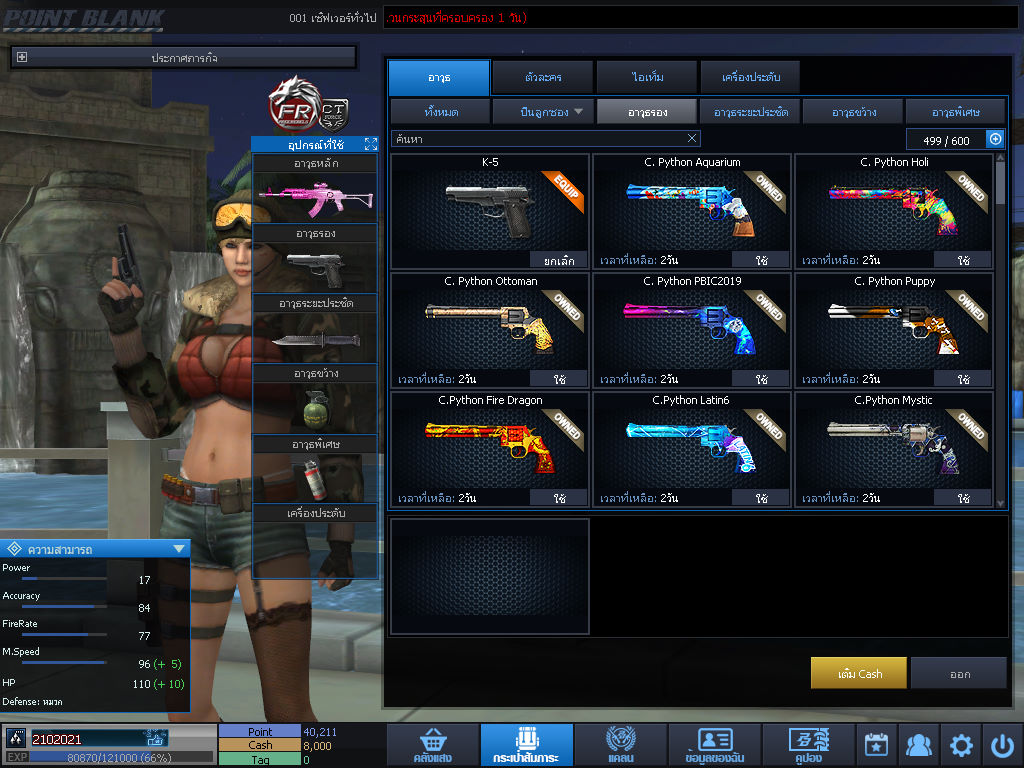 POINT BLANK
001 เซิฟเวอร์ทั่วไป
วนกระสุนที่ครอบครอง 1 วัน)
ประกาศภารกิจ
FR
CT
FORCE
อุปกรณ์ที่ใช้
อาวุธหลัก
อาวุธรอง
อาวุธระยะประชิด
อาวุธขว้าง
อาวุธพิเศษ
เครื่องประดับ
อาวุธ
ตัวละคร
ไอเท็ม
เครื่องประดับ
ทั้งหมด
ปืนลูกซอง
อาวุธรอง
อาวุธระยะประชิด
อาวุธขว้าง
อาวุธพิเศษ
ค้นหา
499 / 600
K-5
EQUIP
ยกเลิก
C. Python Aquarium
OWNED
เวลาที่เหลือ: 2วัน
ใช้
C. Python Holi
OWNED
เวลาที่เหลือ: 2วัน
ใช้
C. Python Ottoman
OWNED
เวลาที่เหลือ: 2วัน
ใช้
C. Python PBIC2019
OWNED
เวลาที่เหลือ: 2วัน
ใช้
C. Python Puppy
OWNED
เวลาที่เหลือ: 2วัน
ใช้
C.Python Fire Dragon
OWNED
เวลาที่เหลือ: 2วัน
ใช้
C.Python Latin6
OWNED
เวลาที่เหลือ: 2วัน
ใช้
C.Python Mystic
OWNED
เวลาที่เหลือ: 2วัน
ใช้
ความสามารถ
Power
17
Accuracy
84
FireRate
77
M.Speed
96 (+ 5)
HP
110 (+ 10)
Defense: หมวก
เติม Cash
ออก
2102021
EXP
80870/121000 (66%)
Point 40,211
Cash 8,000
Tag 0
คลังแสง
กระเป๋าสัมภาระ
แคลน
ข้อมูลของฉัน
คูปอง